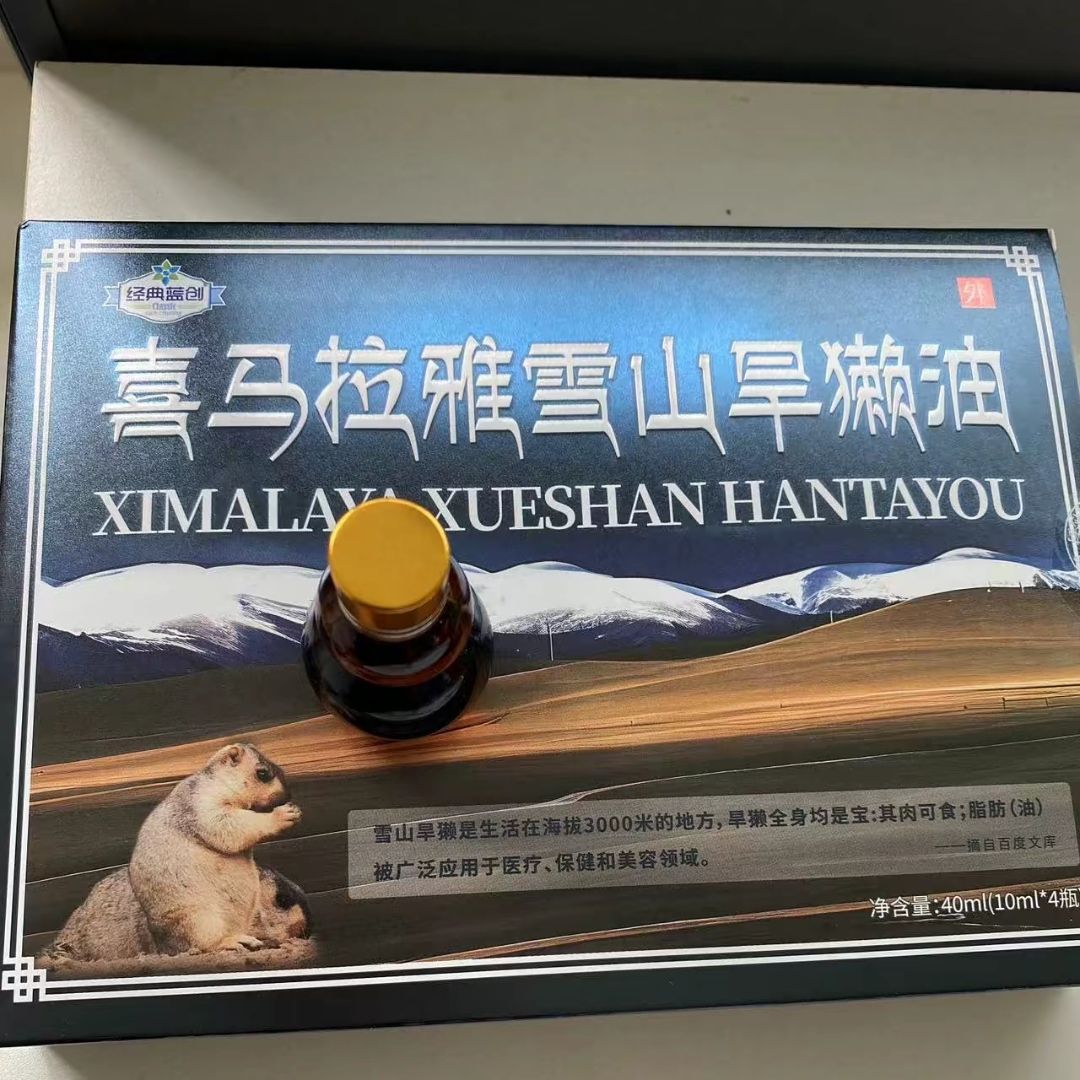 经典蓝创
Classic
外
喜马拉雅雪山旱獭油
XIMALAYA XUESHAN HANTAYOU
雪山旱獭是生活在海拔3000米的地方,旱獭全身均是宝:其肉可食;脂肪(油)
被广泛应用于医疗、保健和美容领域。
——摘自百度文库
净含量:40ml(10ml*4瓶)